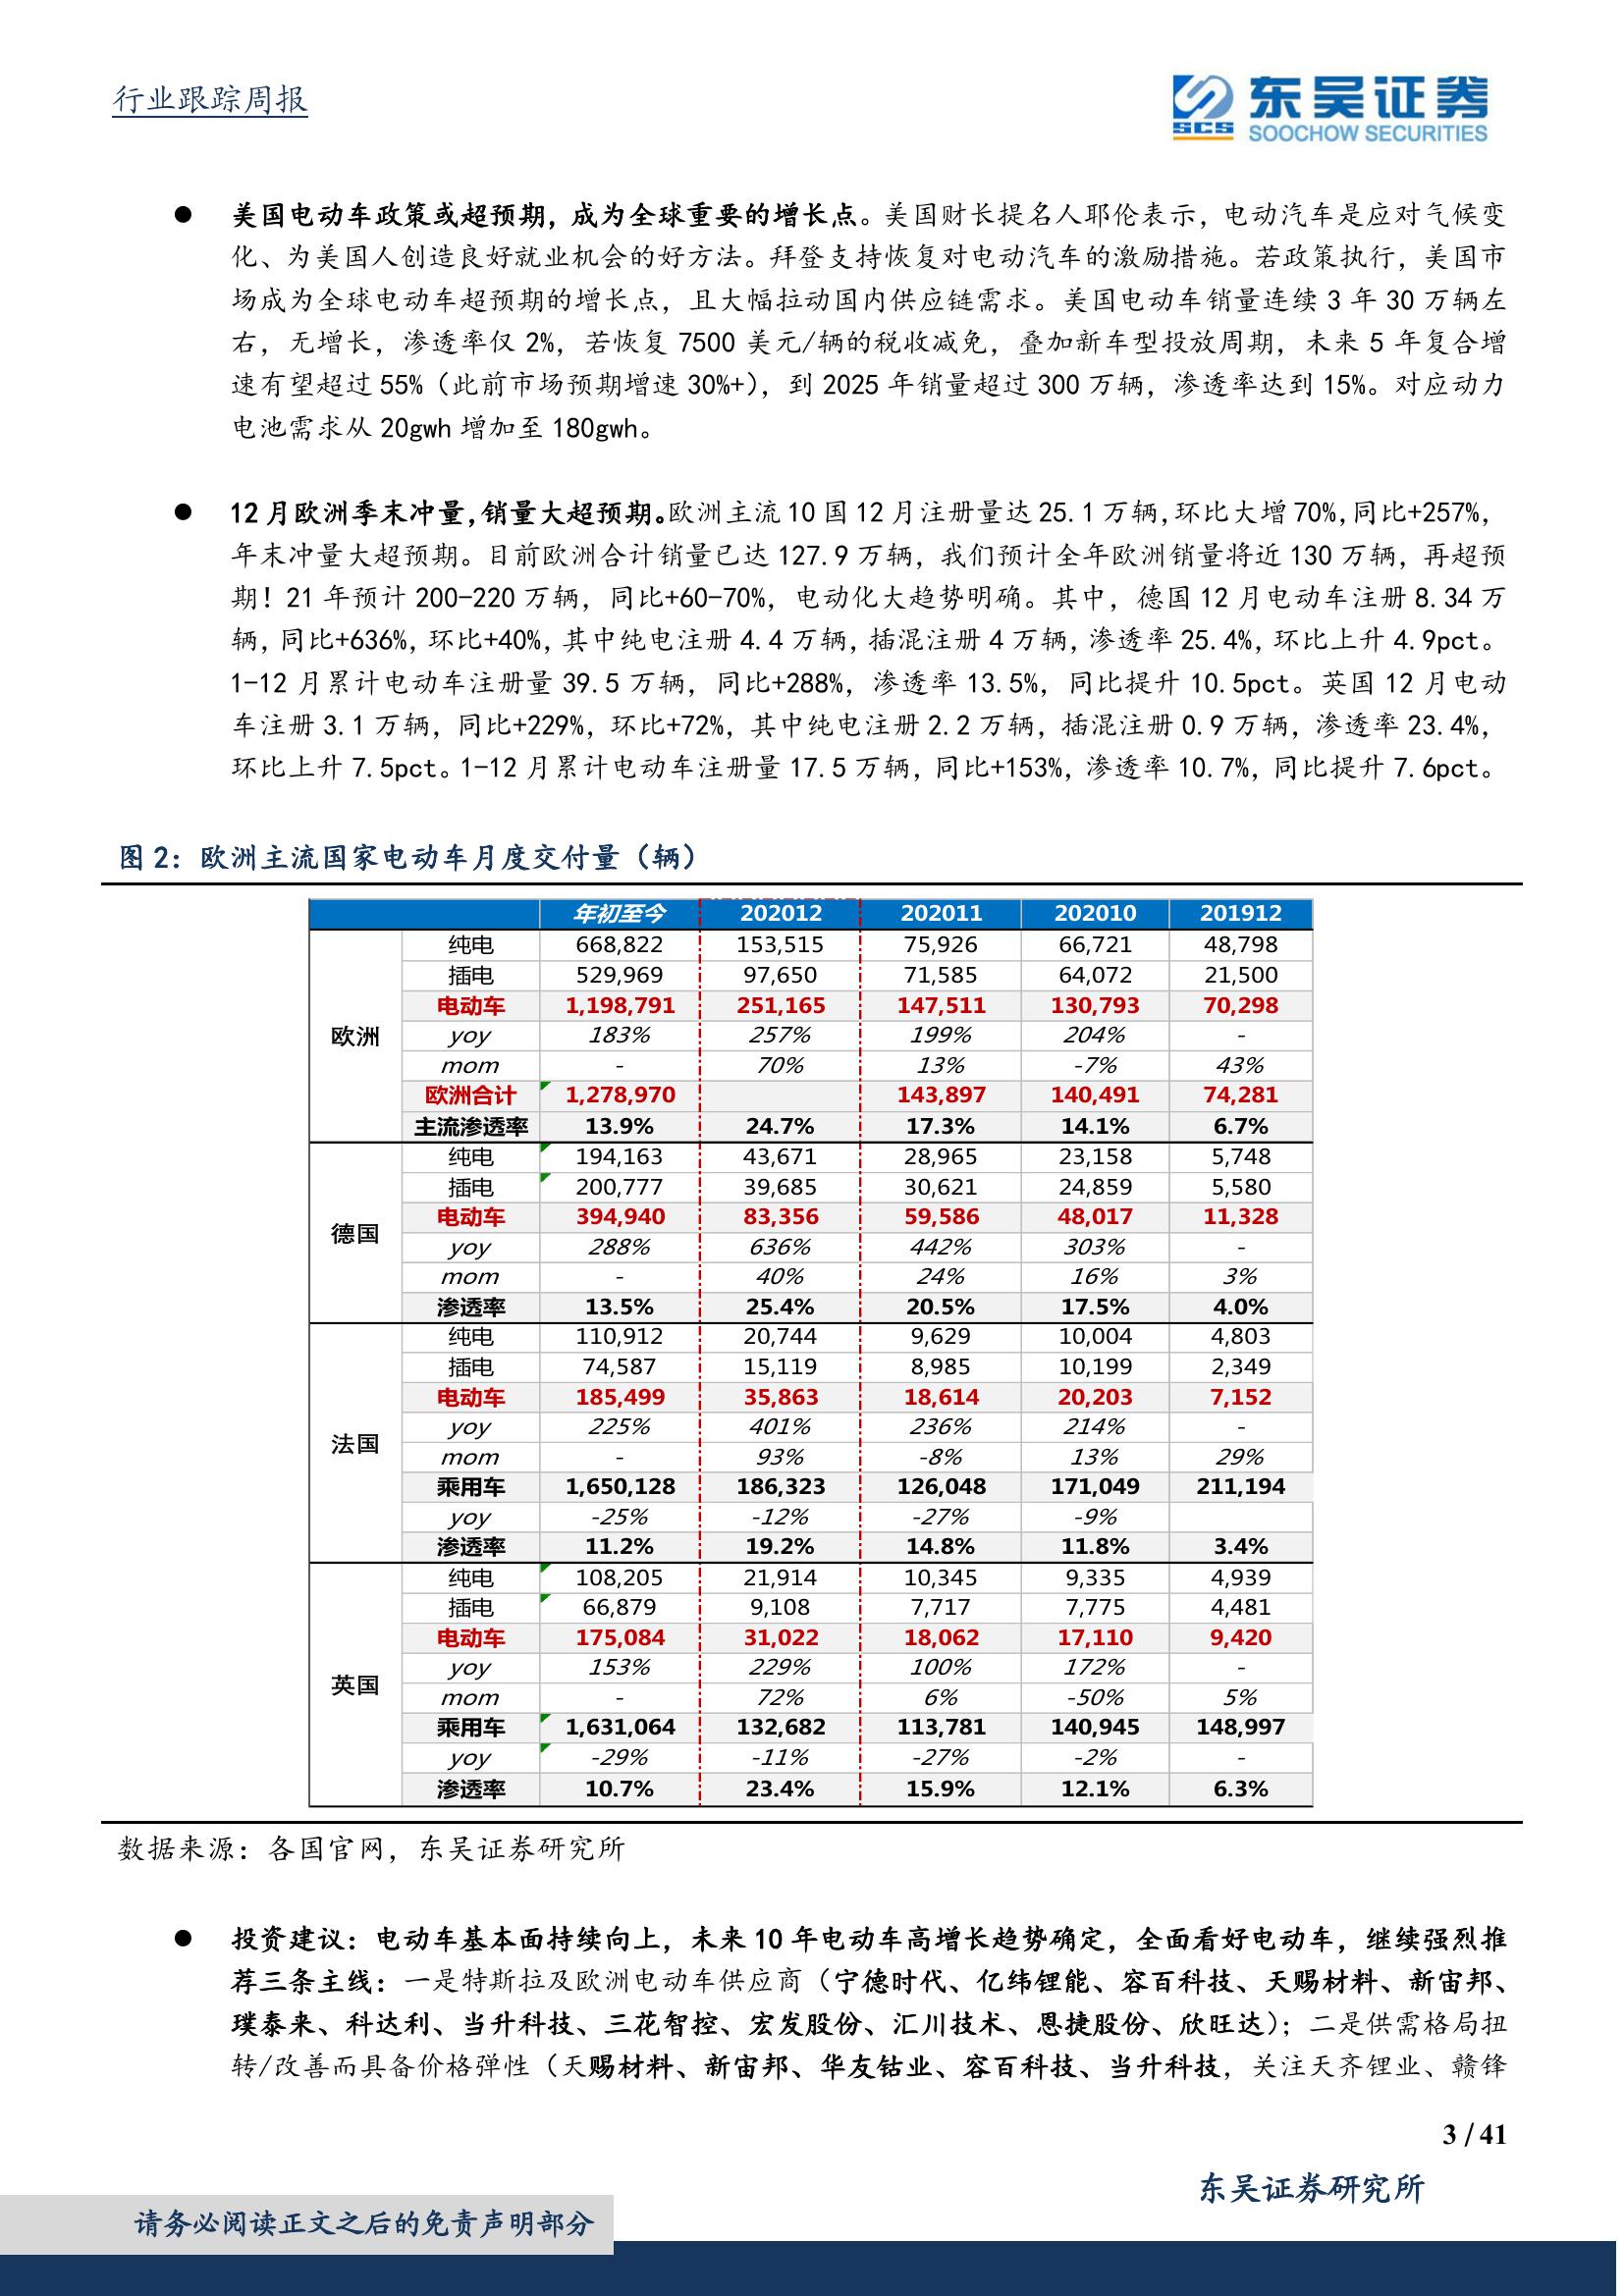 行业跟踪周报
东吴证券
SCS
SOOCHOW SECURITIES
● 美国电动车政策或超预期，成为全球重要的增长点。美国财长提名人耶伦表示，电动汽车是应对气候变
化、为美国人创造良好就业机会的好方法。拜登支持恢复对电动汽车的激励措施。若政策执行，美国市
场成为全球电动车超预期的增长点，且大幅拉动国内供应链需求。美国电动车销量连续 3 年 30 万辆左
右，无增长，渗透率仅 2%，若恢复 7500 美元/辆的税收减免，叠加新车型投放周期，未来 5 年复合增
速有望超过 55%（此前市场预期增速 30%+），到 2025 年销量超过 300 万辆，渗透率达到 15%。对应动力
电池需求从 20gwh 增加至 180gwh。
● 12 月欧洲季末冲量，销量大超预期。欧洲主流 10 国 12 月注册量达 25.1 万辆，环比大增 70%，同比+257%，
年末冲量大超预期。目前欧洲合计销量已达 127.9 万辆，我们预计全年欧洲销量将近 130 万辆，再超预
期！21 年预计 200-220 万辆，同比+60-70%，电动化大趋势明确。其中，德国 12 月电动车注册 8.34 万
辆，同比+636%，环比+40%，其中纯电注册 4.4 万辆，插混注册 4 万辆，渗透率 25.4%，环比上升 4.9pct。
1-12 月累计电动车注册量 39.5 万辆，同比+288%，渗透率 13.5%，同比提升 10.5pct。英国 12 月电动
车注册 3.1 万辆，同比+229%，环比+72%，其中纯电注册 2.2 万辆，插混注册 0.9 万辆，渗透率 23.4%，
环比上升 7.5pct。1-12 月累计电动车注册量 17.5 万辆，同比+153%，渗透率 10.7%，同比提升 7.6pct。
图 2：欧洲主流国家电动车月度交付量（辆）
年初至今 202012 202011 202010 201912
欧洲
纯电 668,822 153,515 75,926 66,721 48,798
插电 529,969 97,650 71,585 64,072 21,500
电动车 1,198,791 251,165 147,511 130,793 70,298
yoy 183% 257% 199% 204% -
mom - 70% 13% -7% 43%
欧洲合计 1,278,970 143,897 140,491 74,281
主流渗透率 13.9% 24.7% 17.3% 14.1% 6.7%
德国
纯电 194,163 43,671 28,965 23,158 5,748
插电 200,777 39,685 30,621 24,859 5,580
电动车 394,940 83,356 59,586 48,017 11,328
yoy 288% 636% 442% 303% -
mom - 40% 24% 16% 3%
渗透率 13.5% 25.4% 20.5% 17.5% 4.0%
法国
纯电 110,912 20,744 9,629 10,004 4,803
插电 74,587 15,119 8,985 10,199 2,349
电动车 185,499 35,863 18,614 20,203 7,152
yoy 225% 401% 236% 214% -
mom - 93% -8% 13% 29%
乘用车 1,650,128 186,323 126,048 171,049 211,194
yoy -25% -12% -27% -9%
渗透率 11.2% 19.2% 14.8% 11.8% 3.4%
英国
纯电 108,205 21,914 10,345 9,335 4,939
插电 66,879 9,108 7,717 7,775 4,481
电动车 175,084 31,022 18,062 17,110 9,420
yoy 153% 229% 100% 172% -
mom - 72% 6% -50% 5%
乘用车 1,631,064 132,682 113,781 140,945 148,997
yoy -29% -11% -27% -2% -
渗透率 10.7% 23.4% 15.9% 12.1% 6.3%
数据来源：各国官网，东吴证券研究所
● 投资建议：电动车基本面持续向上，未来 10 年电动车高增长趋势确定，全面看好电动车，继续强烈推
荐三条主线：一是特斯拉及欧洲电动车供应商（宁德时代、亿纬锂能、容百科技、天赐材料、新宙邦、
璞泰来、科达利、当升科技、三花智控、宏发股份、汇川技术、恩捷股份、欣旺达）；二是供需格局扭
转/改善而具备价格弹性（天赐材料、新宙邦、华友钴业、容百科技、当升科技，关注天齐锂业、赣锋
3 / 41
东吴证券研究所
请务必阅读正文之后的免责声明部分